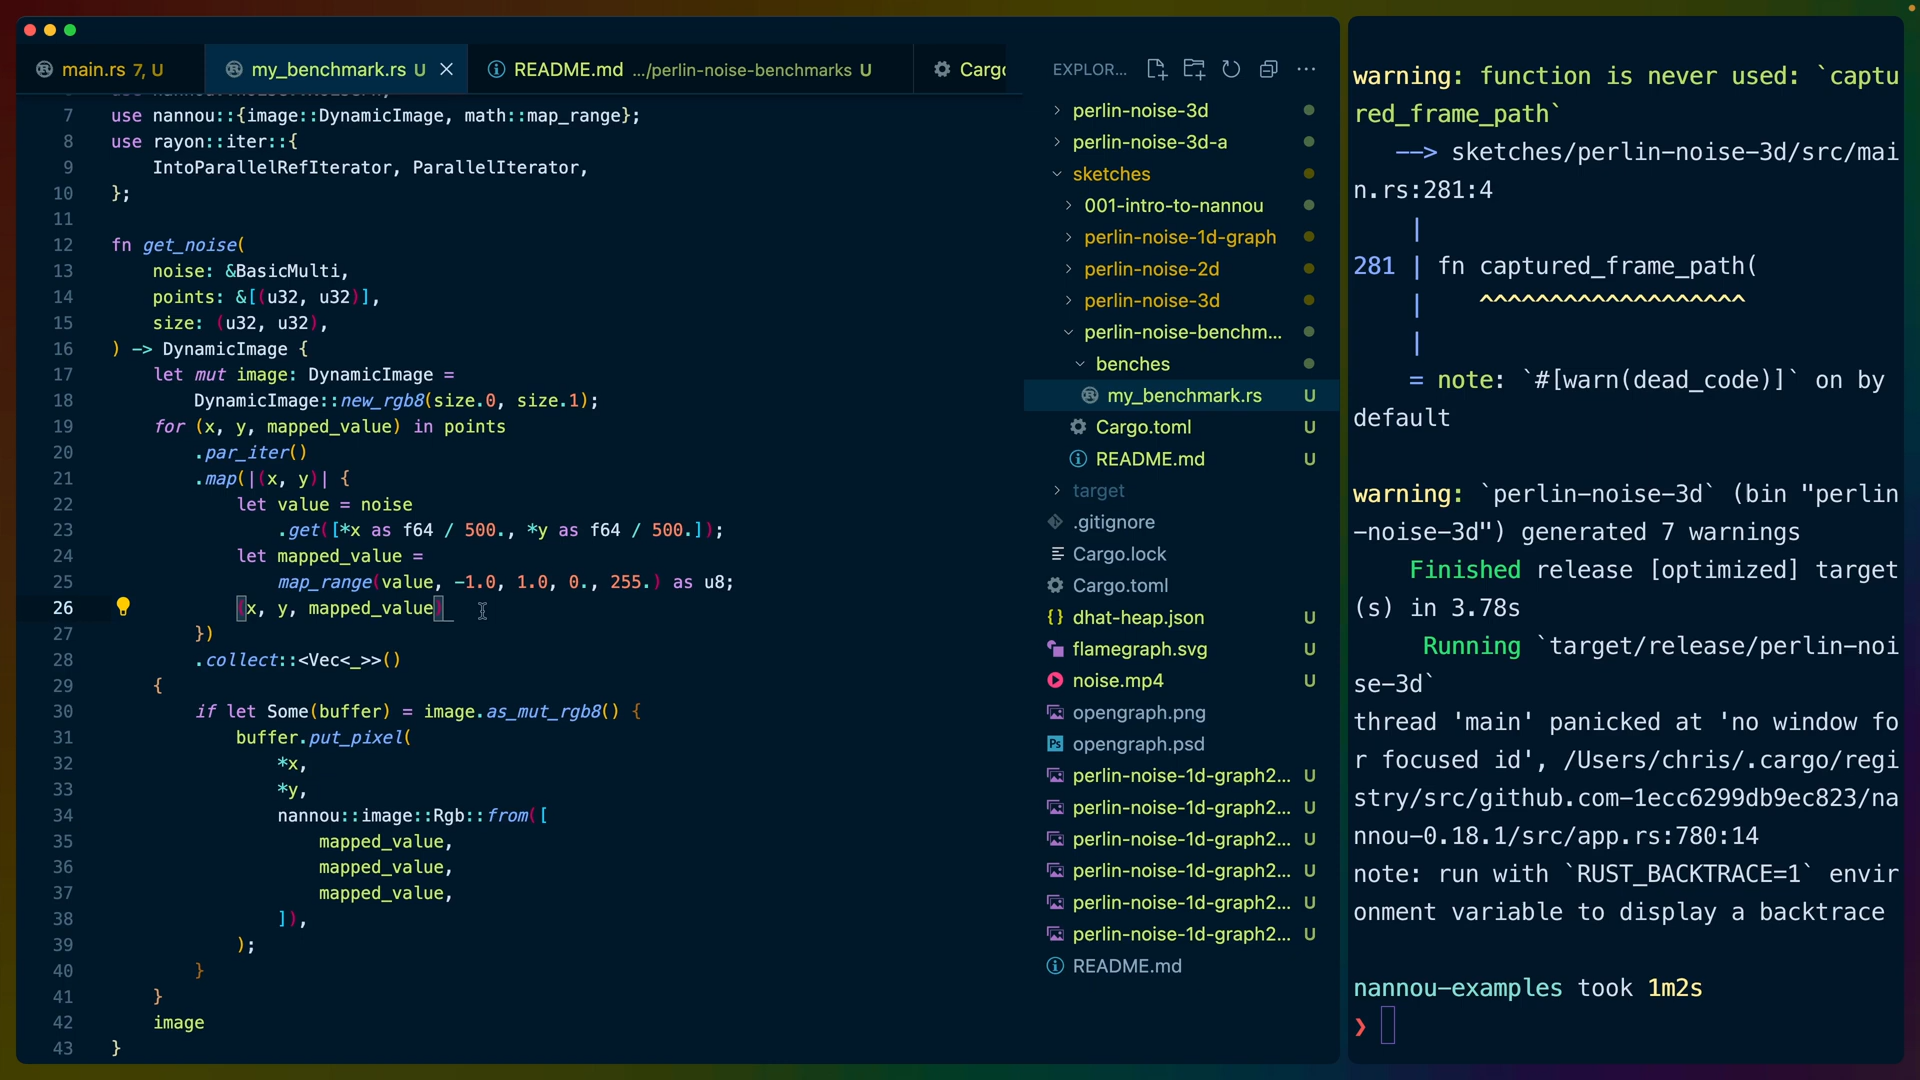 main.rs 7, U
my_benchmark.rs U
README.md .../perlin-noise-benchmarks U
Cargo
7 use nannou::{image::DynamicImage, math::map_range};
8 use rayon::iter::{
9 IntoParallelRefIterator, ParallelIterator,
10 };
11
12 fn get_noise(
13 noise: &BasicMulti,
14 points: &[(u32, u32)],
15 size: (u32, u32),
16 ) -> DynamicImage {
17 let mut image: DynamicImage =
18 DynamicImage::new_rgb8(size.0, size.1);
19 for (x, y, mapped_value) in points
20 .par_iter()
21 .map(|(x, y)| {
22 let value = noise
23 .get([*x as f64 / 500., *y as f64 / 500.]);
24 let mapped_value =
25 map_range(value, -1.0, 1.0, 0., 255.) as u8;
26 (x, y, mapped_value)
27 })
28 .collect::<Vec<_>>()
29 {
30 if let Some(buffer) = image.as_mut_rgb8() {
31 buffer.put_pixel(
32 *x,
33 *y,
34 nannou::image::Rgb::from([
35 mapped_value,
36 mapped_value,
37 mapped_value,
38 ]),
39 );
40 }
41 }
42 image
43 }
EXPLOR...
perlin-noise-3d
perlin-noise-3d-a
sketches
001-intro-to-nannou
perlin-noise-1d-graph
perlin-noise-2d
perlin-noise-3d
perlin-noise-benchm...
benches
my_benchmark.rs U
Cargo.toml U
README.md U
target
.gitignore
Cargo.lock
Cargo.toml
dhat-heap.json U
flamegraph.svg U
noise.mp4 U
opengraph.png
Ps opengraph.psd
perlin-noise-1d-graph2... U
perlin-noise-1d-graph2... U
perlin-noise-1d-graph2... U
perlin-noise-1d-graph2... U
perlin-noise-1d-graph2... U
perlin-noise-1d-graph2... U
README.md
warning: function is never used: `captu
red_frame_path`
--> sketches/perlin-noise-3d/src/mai
n.rs:281:4
|
281 | fn captured_frame_path(
| ^^^^^^^^^^^^^^^^^^^
|
= note: `#[warn(dead_code)]` on by
default
warning: `perlin-noise-3d` (bin "perlin
-noise-3d") generated 7 warnings
Finished release [optimized] target
(s) in 3.78s
Running `target/release/perlin-noi
se-3d`
thread 'main' panicked at 'no window fo
r focused id', /Users/chris/.cargo/regi
stry/src/github.com-1ecc6299db9ec823/na
nnou-0.18.1/src/app.rs:780:14
note: run with `RUST_BACKTRACE=1` envir
onment variable to display a backtrace
nannou-examples took 1m2s
❯